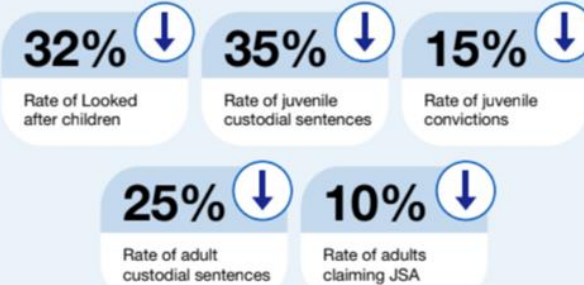 32%
Rate of Looked
after children
35%
Rate of juvenile
custodial sentences
15%
Rate of juvenile
convictions
25%
Rate of adult
custodial sentences
10%
Rate of adults
claiming JSA